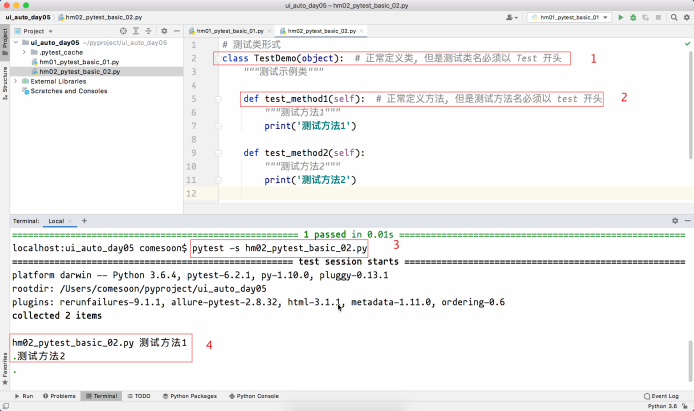 ui_auto_day05 – hm02_pytest_basic_02.py
ui_auto_day05 hm02_pytest_basic_02.py
hm01_pytest_basic_01
Project
Project
hm01_pytest_basic_01.py
hm02_pytest_basic_02.py
ui_auto_day05 ~/pyproject/ui_auto_day05
.pytest_cache
hm01_pytest_basic_01.py
hm02_pytest_basic_02.py
External Libraries
Scratches and Consoles
Structure
1 # 测试类形式
2 class TestDemo(object): # 正常定义类, 但是测试类名必须以 Test 开头 1
3 """测试示例类"""
4
5 def test_method1(self): # 正常定义方法, 但是测试方法名必须以 test 开头 2
6 """测试方法1"""
7 print('测试方法1')
8
9 def test_method2(self):
10 """测试方法2"""
11 print('测试方法2')
12
Terminal: Local
1 passed in 0.01s
localhost:ui_auto_day05 comesoon$ pytest -s hm02_pytest_basic_02.py 3
test session starts
platform darwin -- Python 3.6.4, pytest-6.2.1, py-1.10.0, pluggy-0.13.1
rootdir: /Users/comesoon/pyproject/ui_auto_day05
plugins: rerunfailures-9.1.1, allure-pytest-2.8.32, html-3.1.1, metadata-1.11.0, ordering-0.6
collected 2 items
hm02_pytest_basic_02.py 测试方法1 4
.测试方法2
.
Favorites
Run Problems Terminal TODO Python Packages Python Console Event Log
Python 3.6